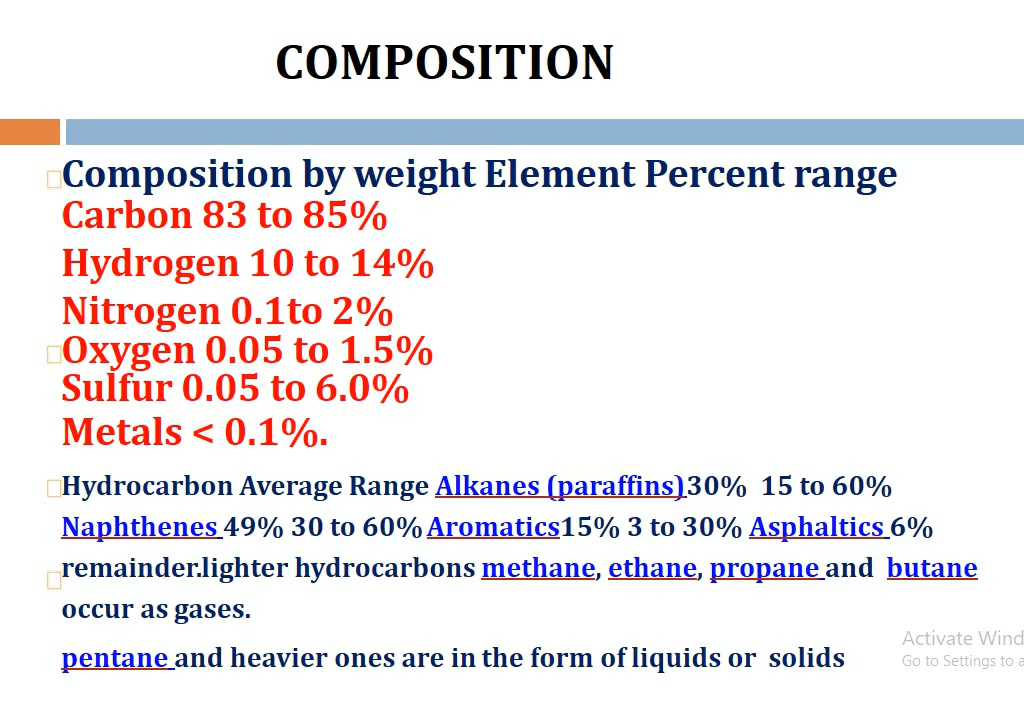 COMPOSITION
Composition by weight Element Percent range
Carbon 83 to 85%
Hydrogen 10 to 14%
Nitrogen 0.1to 2%
Oxygen 0.05 to 1.5%
Sulfur 0.05 to 6.0%
Metals < 0.1%.
Hydrocarbon Average Range Alkanes (paraffins)30% 15 to 60%
Naphthenes 49% 30 to 60% Aromatics15% 3 to 30% Asphaltics 6%
remainder.lighter hydrocarbons methane, ethane, propane and butane
occur as gases.
pentane and heavier ones are in the form of liquids or solids
Activate Wind
Go to Settings to a